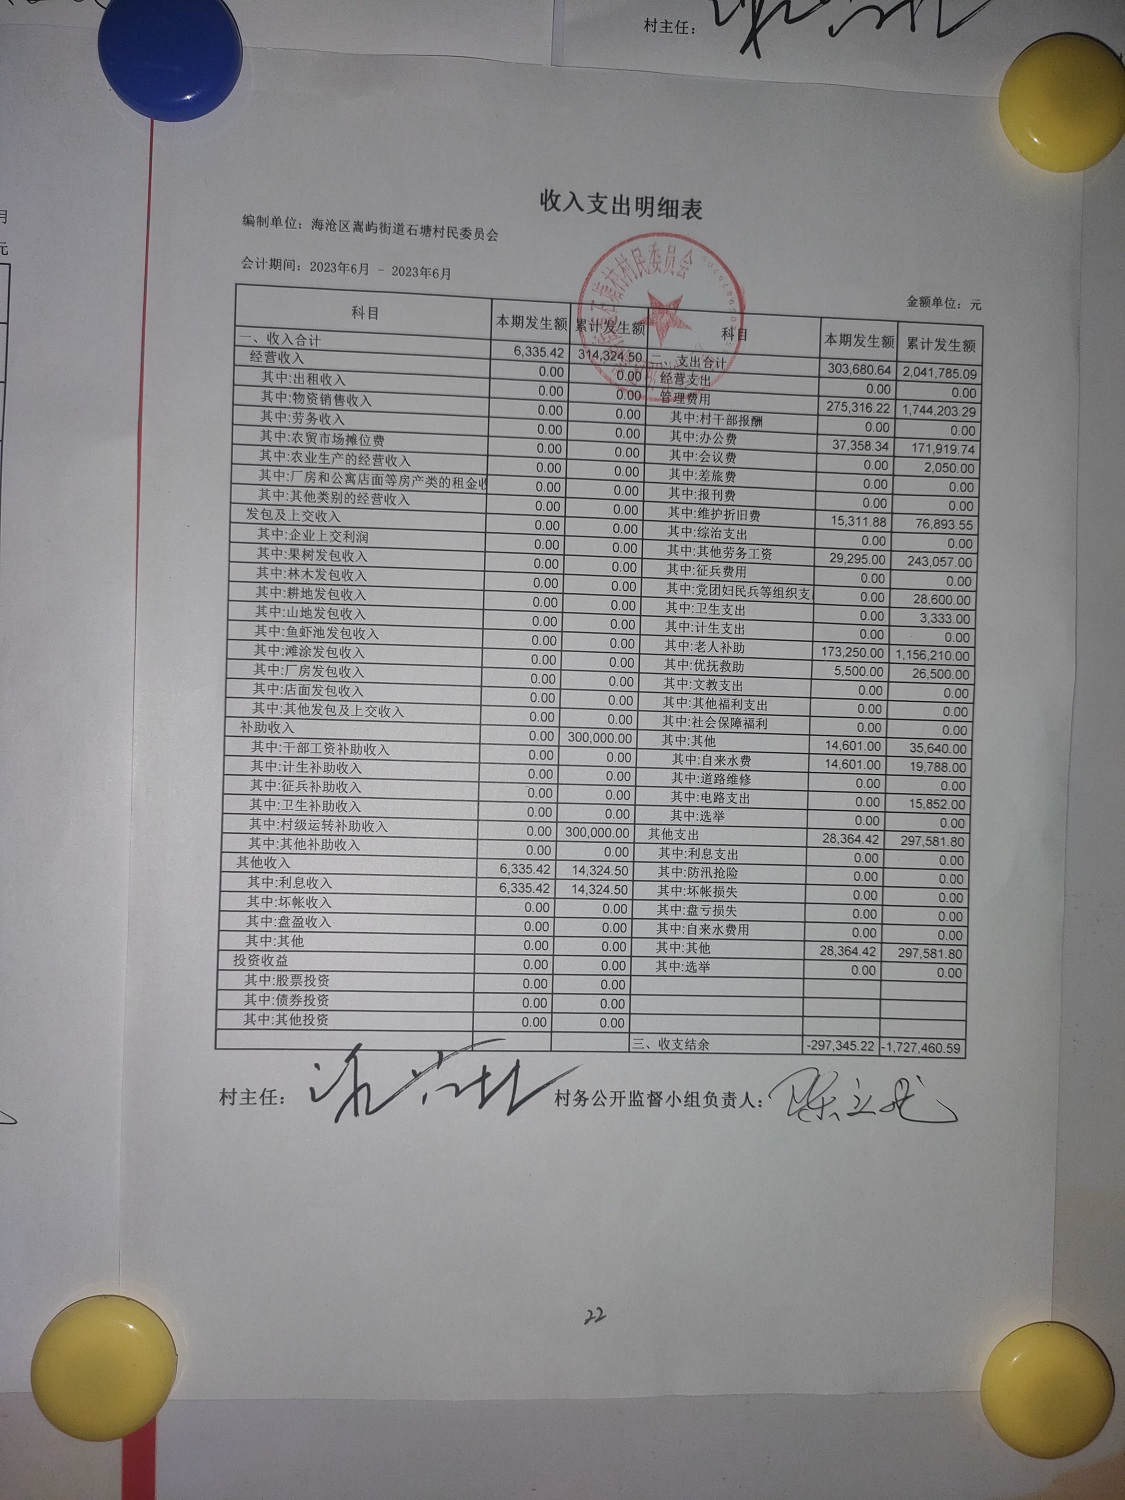 村主任：
月
元
收入支出明细表
编制单位：海沧区嵩屿街道石塘村民委员会
会计期间：2023年6月 - 2023年6月
金额单位：元
科目 本期发生额 累计发生额 科目 本期发生额 累计发生额
一、收入合计 6,335.42 314,324.50 二、支出合计 303,680.64 2,041,785.09
经营收入 0.00 0.00 经营支出 0.00 0.00
其中:出租收入 0.00 0.00 管理费用 275,316.22 1,744,203.29
其中:物资销售收入 0.00 0.00 其中:村干部报酬 0.00 0.00
其中:劳务收入 0.00 0.00 其中:办公费 37,358.34 171,919.74
其中:农贸市场摊位费 0.00 0.00 其中:会议费 0.00 2,050.00
其中:农业生产的经营收入 0.00 0.00 其中:差旅费 0.00 0.00
其中:厂房和公寓店面等房产类的租金收 0.00 0.00 其中:报刊费 0.00 0.00
其中:其他类别的经营收入 0.00 0.00 其中:维护折旧费 15,311.88 76,893.55
发包及上交收入 0.00 0.00 其中:综治支出 0.00 0.00
其中:企业上交利润 0.00 0.00 其中:其他劳务工资 29,295.00 243,057.00
其中:果树发包收入 0.00 0.00 其中:征兵费用 0.00 0.00
其中:林木发包收入 0.00 0.00 其中:党团妇民兵等组织支 0.00 28,600.00
其中:耕地发包收入 0.00 0.00 其中:卫生支出 0.00 3,333.00
其中:山地发包收入 0.00 0.00 其中:计生支出 0.00 0.00
其中:鱼虾池发包收入 0.00 0.00 其中:老人补助 173,250.00 1,156,210.00
其中:滩涂发包收入 0.00 0.00 其中:优抚救助 5,500.00 26,500.00
其中:厂房发包收入 0.00 0.00 其中:文教支出 0.00 0.00
其中:店面发包收入 0.00 0.00 其中:其他福利支出 0.00 0.00
其中:其他发包及上交收入 0.00 0.00 其中:社会保障福利 0.00 0.00
补助收入 0.00 300,000.00 其中:其他 14,601.00 35,640.00
其中:干部工资补助收入 0.00 0.00 其中:自来水费 14,601.00 19,788.00
其中:计生补助收入 0.00 0.00 其中:道路维修 0.00 0.00
其中:征兵补助收入 0.00 0.00 其中:电路支出 0.00 15,852.00
其中:卫生补助收入 0.00 0.00 其中:选举 0.00 0.00
其中:村级运转补助收入 0.00 300,000.00 其他支出 28,364.42 297,581.80
其中:其他补助收入 0.00 0.00 其中:利息支出 0.00 0.00
其他收入 6,335.42 14,324.50 其中:防汛抢险 0.00 0.00
其中:利息收入 6,335.42 14,324.50 其中:坏帐损失 0.00 0.00
其中:坏帐收入 0.00 0.00 其中:盘亏损失 0.00 0.00
其中:盘盈收入 0.00 0.00 其中:自来水费用 0.00 0.00
其中:其他 0.00 0.00 其中:其他 28,364.42 297,581.80
投资收益 0.00 0.00 其中:选举 0.00 0.00
其中:股票投资 0.00 0.00
其中:债券投资 0.00 0.00
其中:其他投资 0.00 0.00
三、收支结余 -297,345.22 -1,727,460.59
村主任： 村务公开监督小组负责人：
22